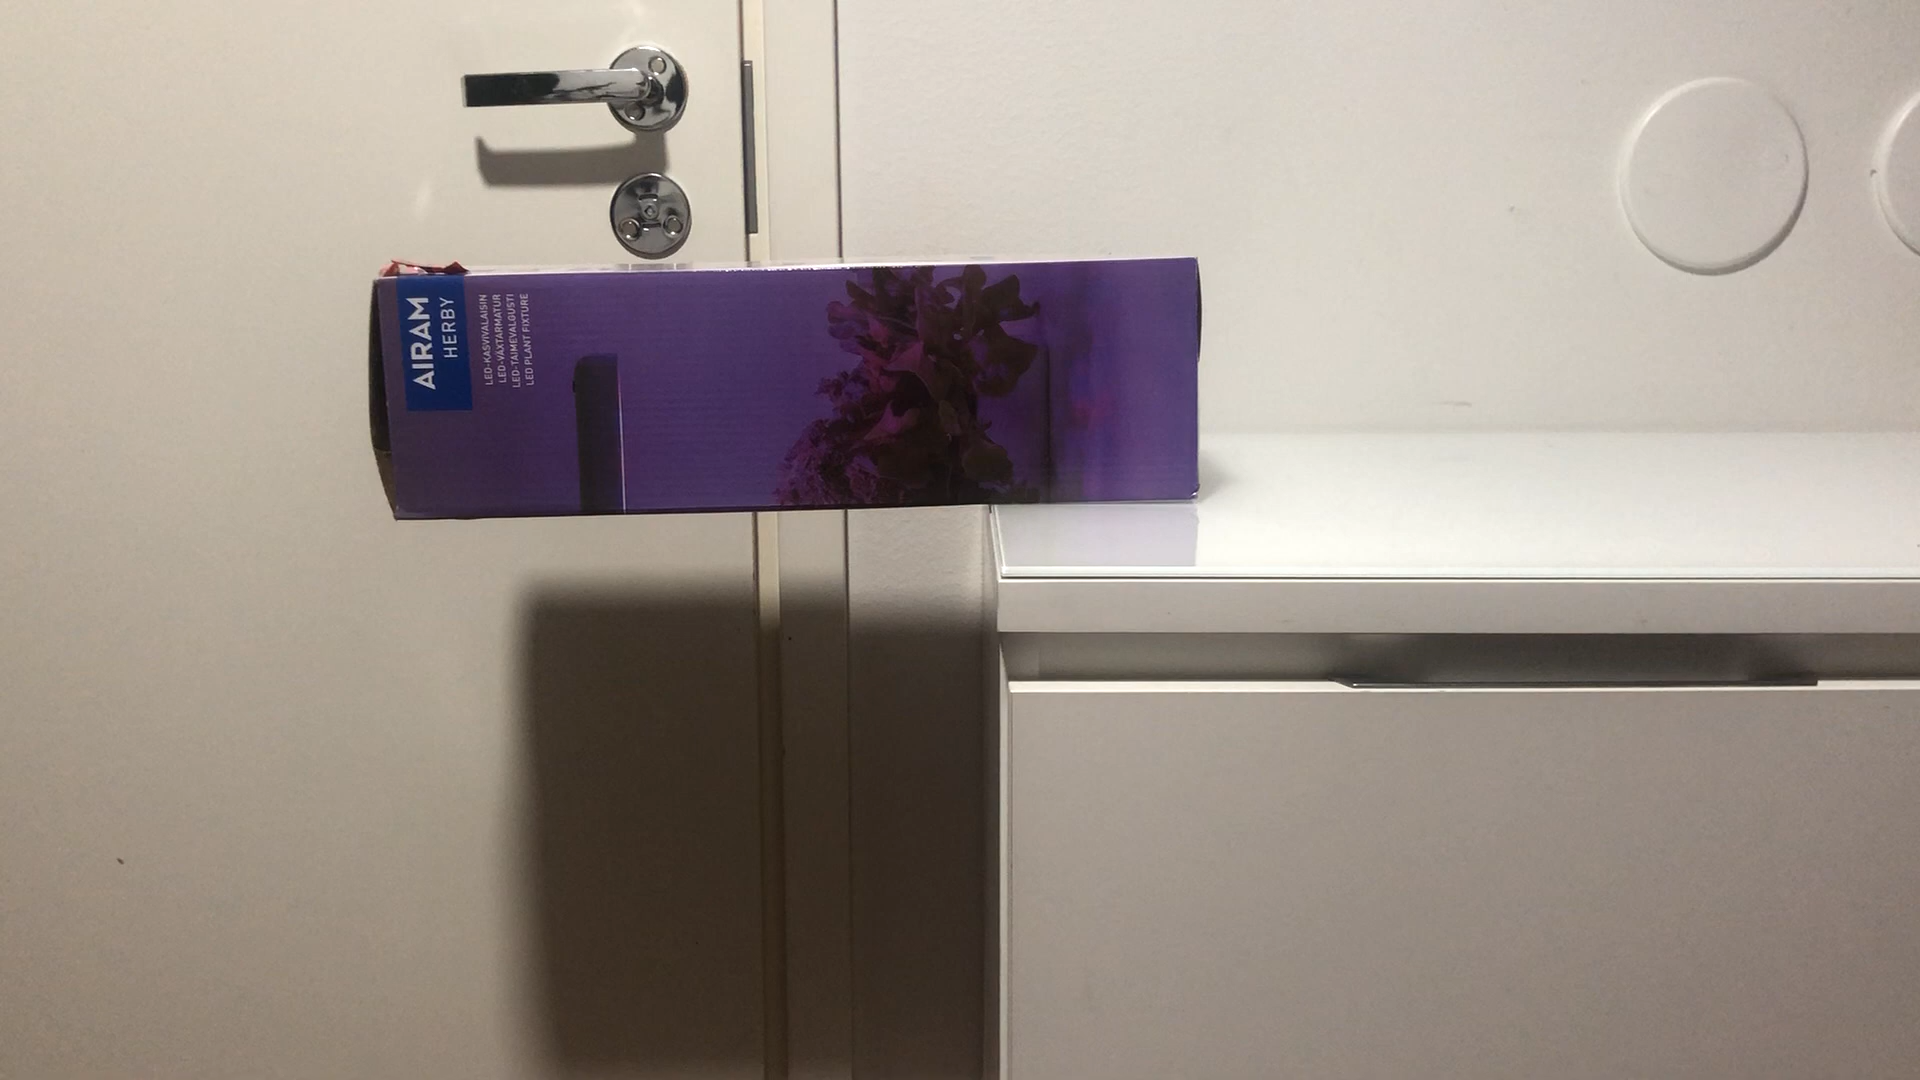 AIRAM
HERBY
LED-KASVIVALAISIN
LED-VÄXTARMATUR
LED-TAIMEVALGUSTI
LED PLANT FIXTURE